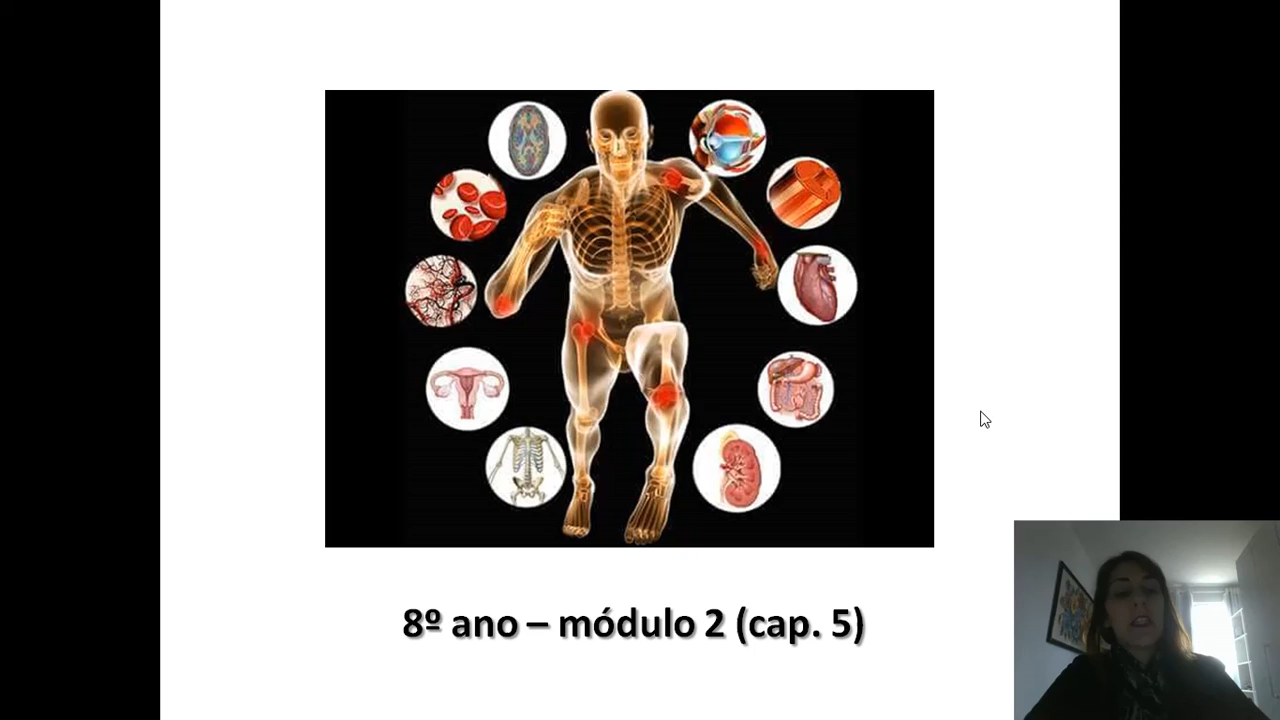 8º ano – módulo 2 (cap. 5)